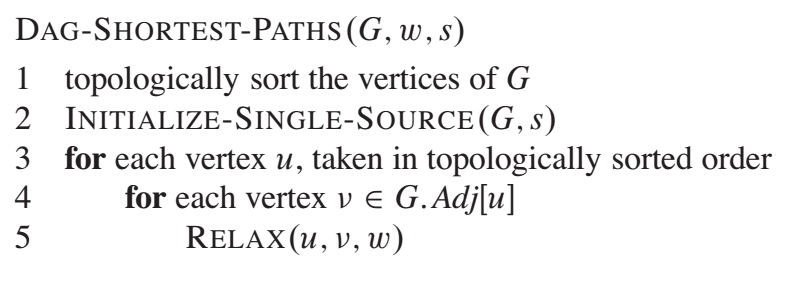 DAG-SHORTEST-PATHS(G, w, s)
1 topologically sort the vertices of G
2 INITIALIZE-SINGLE-SOURCE(G, s)
3 for each vertex u, taken in topologically sorted order
4 for each vertex v ∈ G.Adj[u]
5 RELAX(u, v, w)